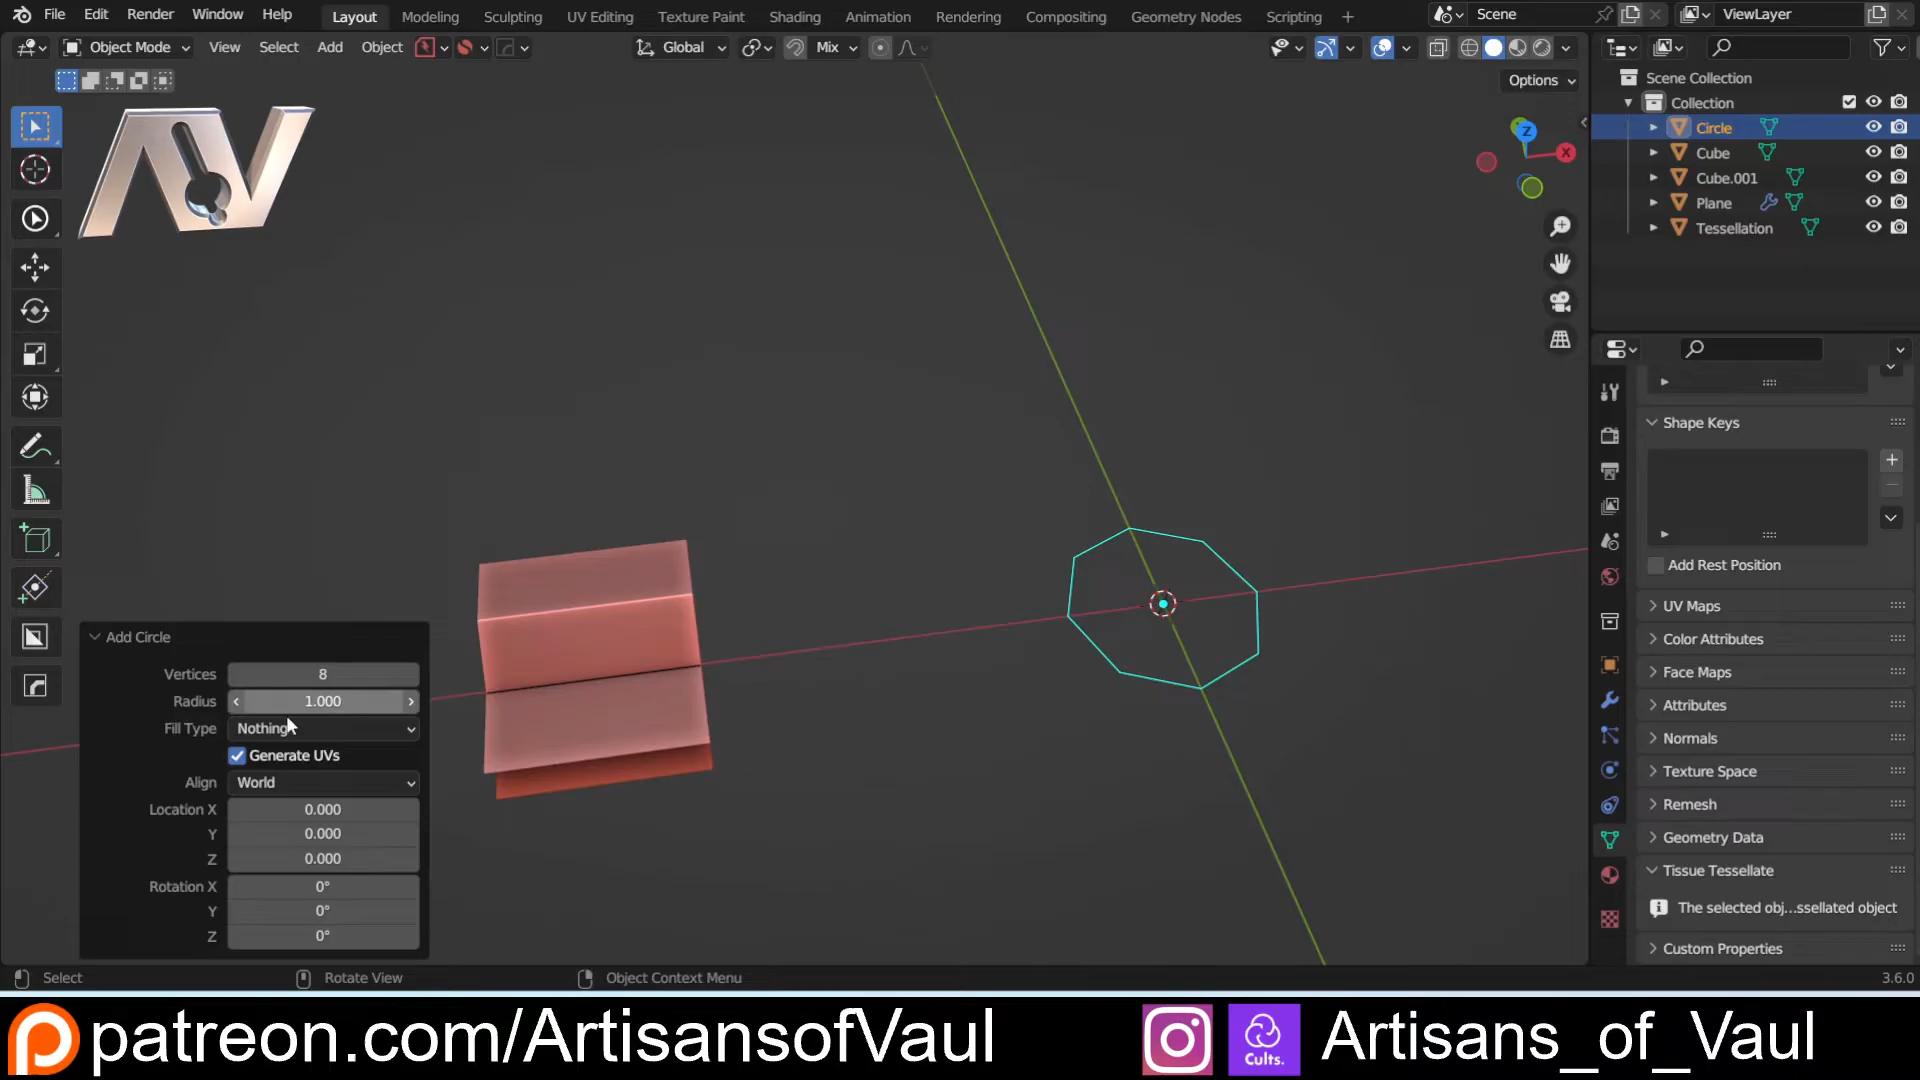 File Edit Render Window Help Layout Modeling Sculpting UV Editing Texture Paint Shading Animation Rendering Compositing Geometry Nodes Scripting + Scene ViewLayer
Object Mode View Select Add Object Global Mix
Options
Scene Collection
Collection
Circle
Cube
Cube.001
Plane
Tessellation
Z
X
Shape Keys
Add Rest Position
UV Maps
Color Attributes
Face Maps
Attributes
Normals
Texture Space
Remesh
Geometry Data
Tissue Tessellate
The selected obj...ssellated object
Custom Properties
Add Circle
Vertices 8
Radius 1.000
Fill Type Nothing
Generate UVs
Align World
Location X 0.000
Y 0.000
Z 0.000
Rotation X 0°
Y 0°
Z 0°
Select Rotate View Object Context Menu 3.6.0
patreon.com/ArtisansofVaul Cults. Artisans_of_Vaul